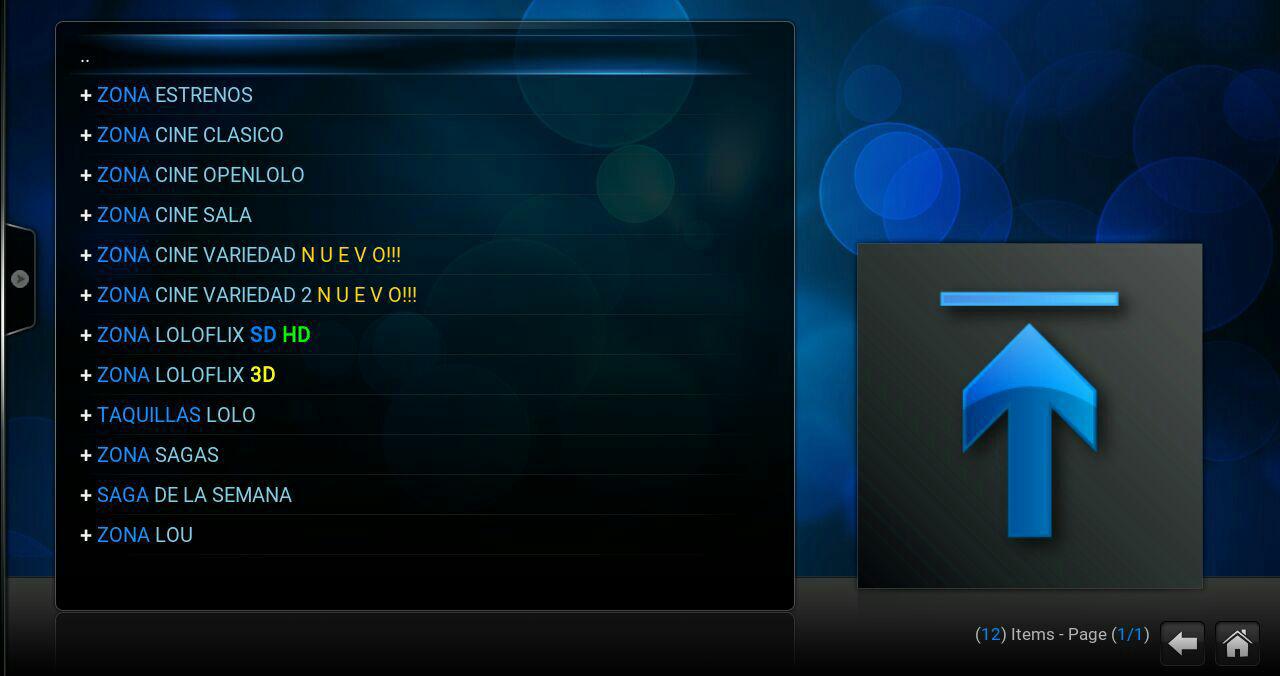 ..
+ ZONA ESTRENOS
+ ZONA CINE CLASICO
+ ZONA CINE OPENLOLO
+ ZONA CINE SALA
+ ZONA CINE VARIEDAD N U E V O!!!
+ ZONA CINE VARIEDAD 2 N U E V O!!!
+ ZONA LOLOFLIX SD HD
+ ZONA LOLOFLIX 3D
+ TAQUILLAS LOLO
+ ZONA SAGAS
+ SAGA DE LA SEMANA
+ ZONA LOU
(12) Items - Page (1/1)